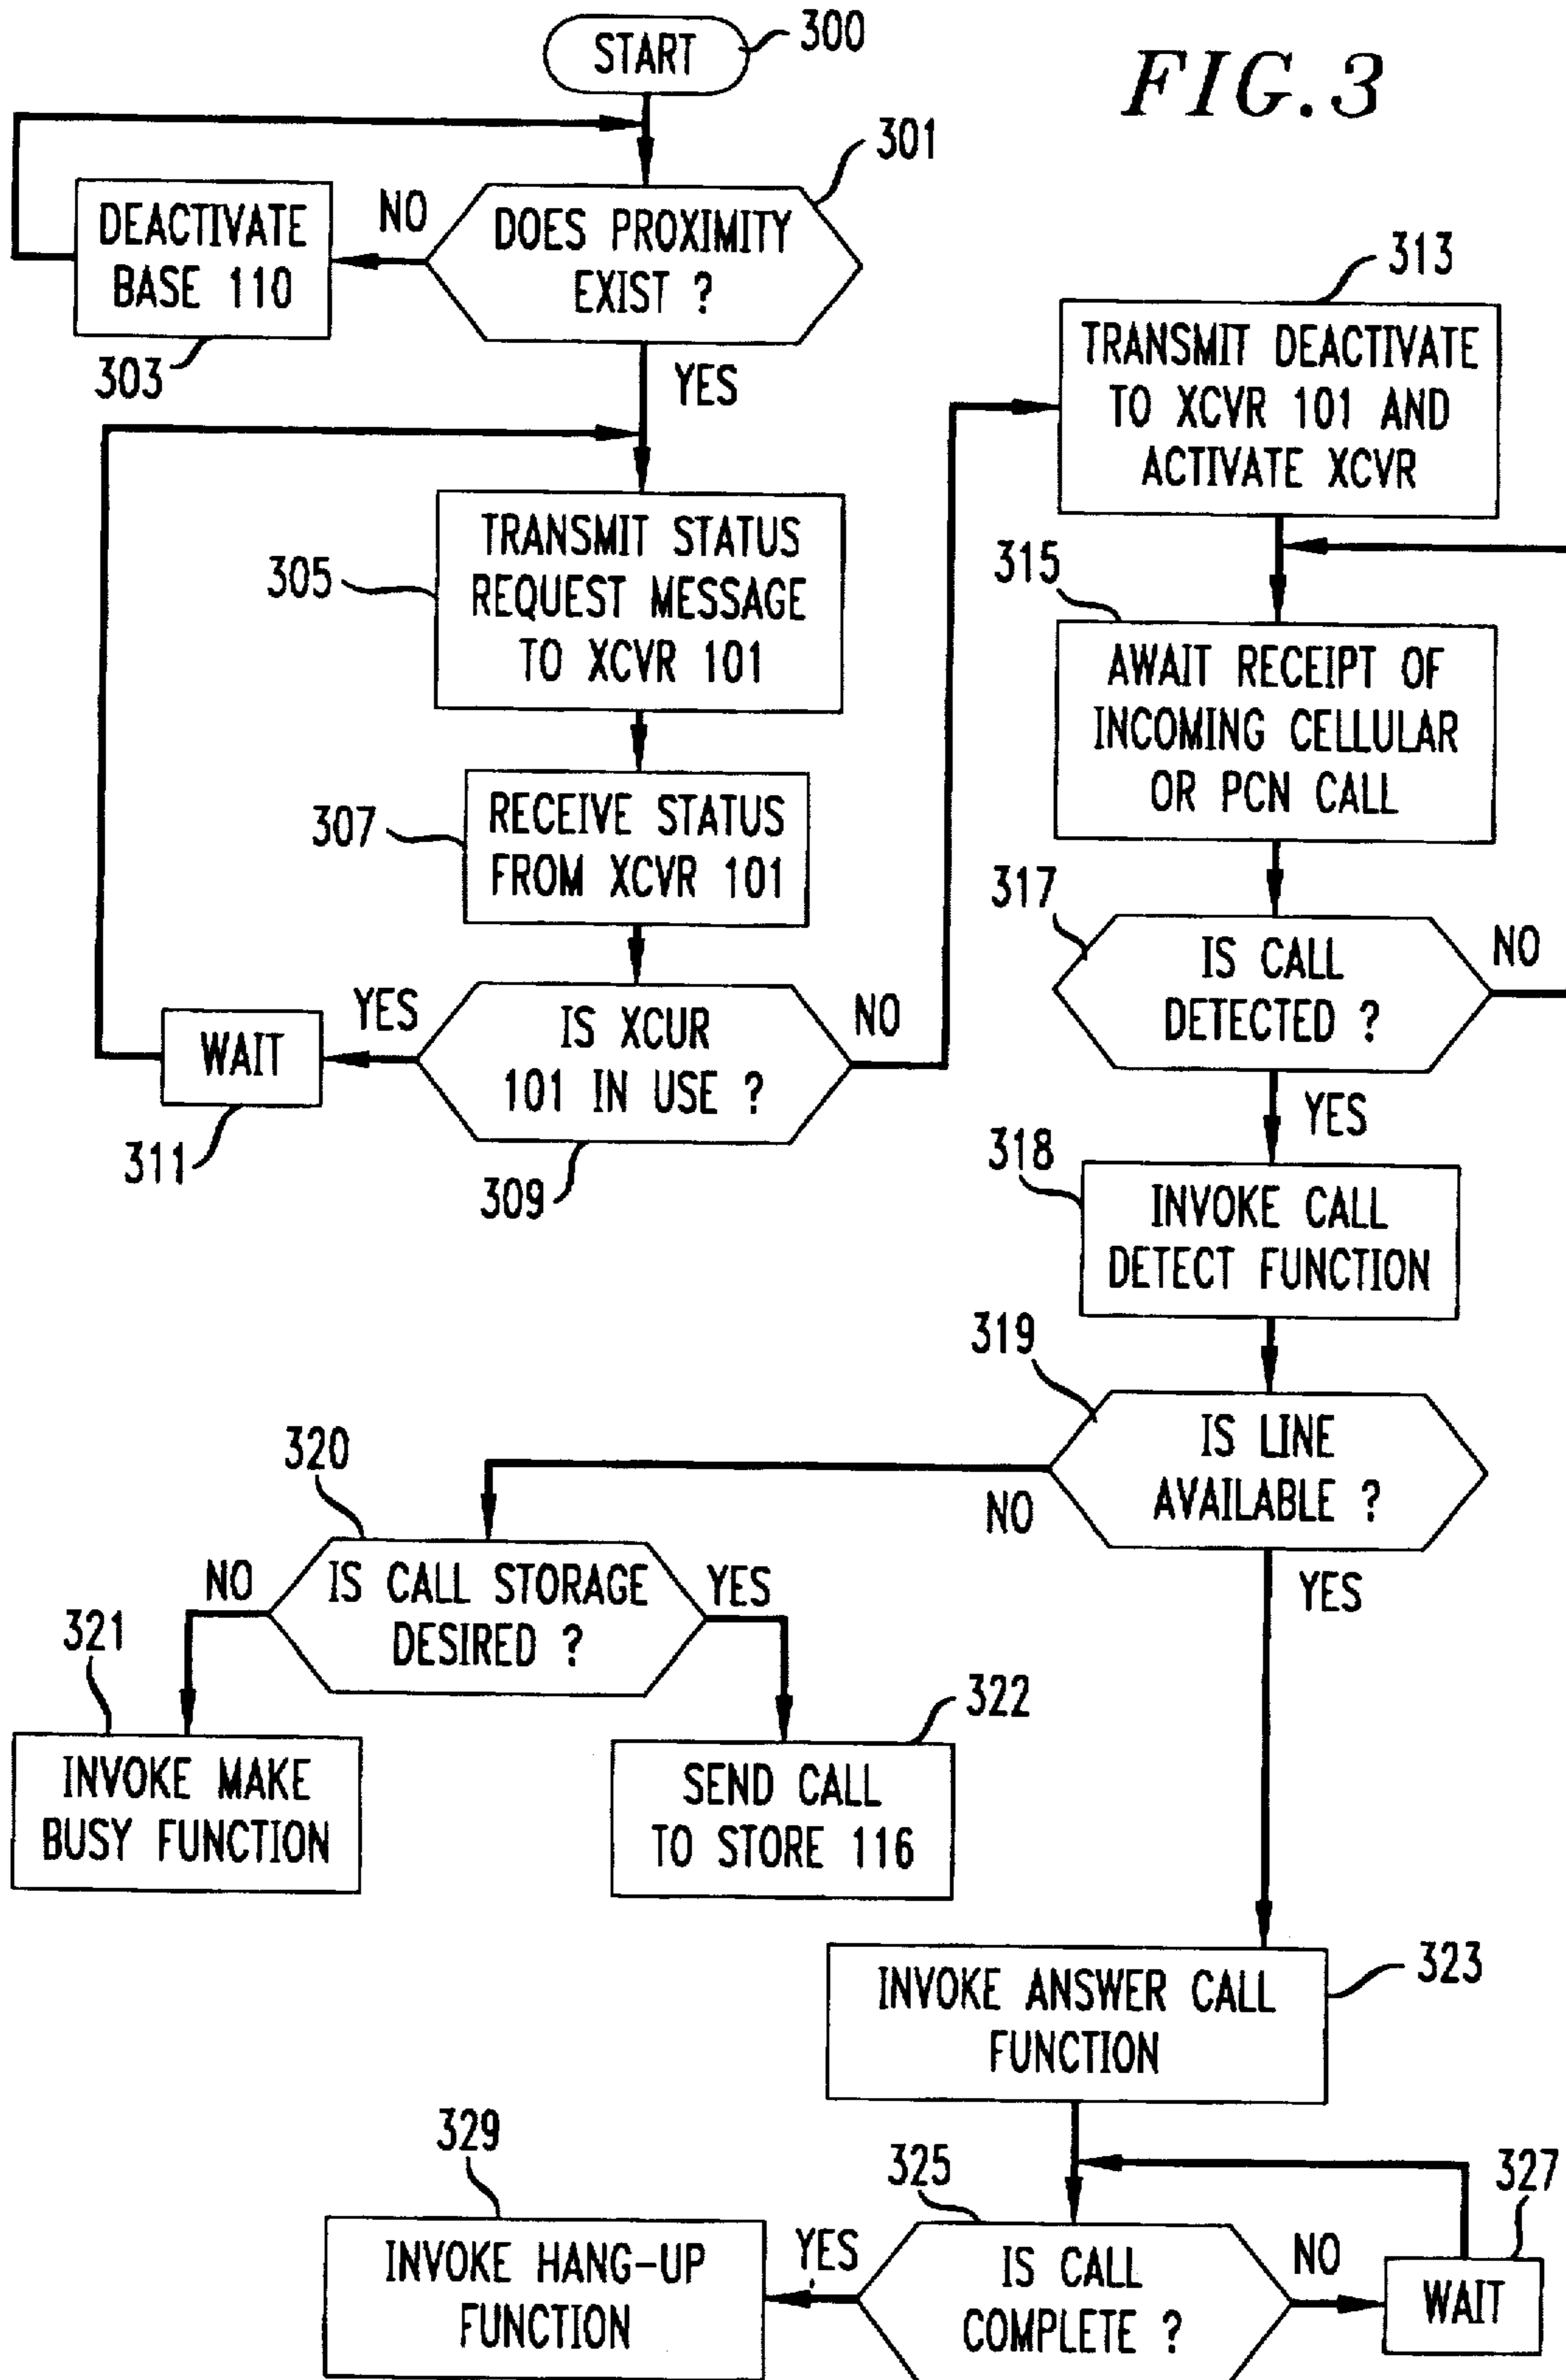 START
300
FIG. 3
301
DOES PROXIMITY
EXIST ?
NO
DEACTIVATE
BASE 110
303
YES
305
TRANSMIT STATUS
REQUEST MESSAGE
TO XCVR 101
307
RECEIVE STATUS
FROM XCVR 101
IS XCUR
101 IN USE ?
309
YES
WAIT
311
NO
313
TRANSMIT DEACTIVATE
TO XCVR 101 AND
ACTIVATE XCVR
315
AWAIT RECEIPT OF
INCOMING CELLULAR
OR PCN CALL
317
IS CALL
DETECTED ?
NO
YES
318
INVOKE CALL
DETECT FUNCTION
319
IS LINE
AVAILABLE ?
NO
YES
320
IS CALL STORAGE
DESIRED ?
NO
YES
321
INVOKE MAKE
BUSY FUNCTION
322
SEND CALL
TO STORE 116
323
INVOKE ANSWER CALL
FUNCTION
325
IS CALL
COMPLETE ?
NO
327
WAIT
YES
329
INVOKE HANG-UP
FUNCTION